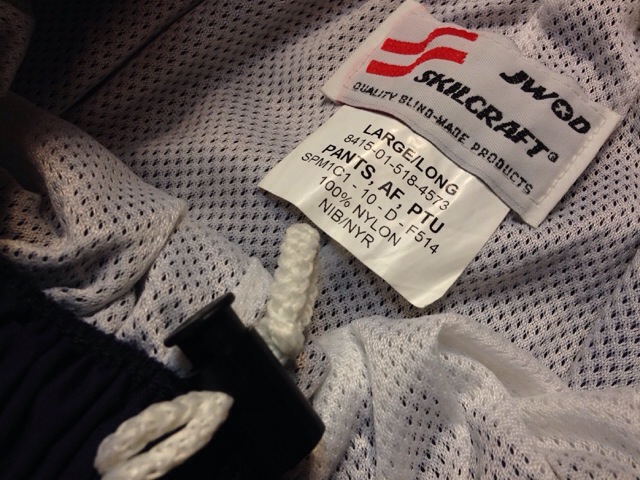 JWOD
SKILCRAFT®
QUALITY BLIND-MADE PRODUCTS
LARGE/LONG
8415-01-518-4573
PANTS, AF, PTU
SPM1C1 - 10 - D - F514
100% NYLON
NIB/NYR